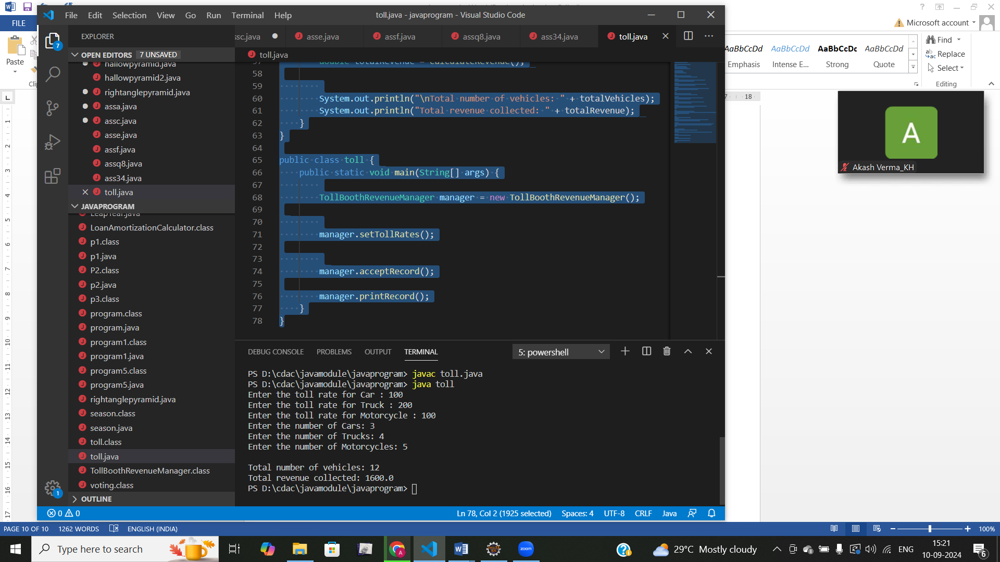 File Edit Selection View Go Run Terminal Help toll.java - javaprogram - Visual Studio Code
FILE
Microsoft account
Paste
AaBbCcDd AaBbCcDd AaBbCcDc AaBbCcDd
Emphasis Intense E... Strong Quote
Find
Replace
Select
Editing
EXPLORER
ssc.java asse.java assf.java assq8.java ass34.java toll.java
OPEN EDITORS 7 UNSAVED
toll.java
hallowpyramid.java
hallowpyramid2.java
rightanglepyramid.java
assa.java
assc.java
asse.java
assf.java
assq8.java
ass34.java
toll.java
JAVAPROGRAM
LeapYear.java
LoanAmortizationCalculator.class
p1.class
p1.java
P2.class
p2.java
p3.class
program.class
program.java
program1.class
program1.java
program5.class
program5.java
rightanglepyramid.java
season.class
season.java
toll.class
toll.java
TollBoothRevenueManager.class
voting.class
OUTLINE
57 double totalRevenue = calculateRevenue();
58
59
60 System.out.println("\nTotal number of vehicles: " + totalVehicles);
61 System.out.println("Total revenue collected: " + totalRevenue);
62 }
63 }
64
65 public class toll {
66 public static void main(String[] args) {
67
68 TollBoothRevenueManager manager = new TollBoothRevenueManager();
69
70
71 manager.setTollRates();
72
73
74 manager.acceptRecord();
75
76 manager.printRecord();
77 }
78 }
DEBUG CONSOLE PROBLEMS OUTPUT TERMINAL 5: powershell
PS D:\cdac\javamodule\javaprogram> javac toll.java
PS D:\cdac\javamodule\javaprogram> java toll
Enter the toll rate for Car : 100
Enter the toll rate for Truck : 200
Enter the toll rate for Motorcycle : 100
Enter the number of Cars: 3
Enter the number of Trucks: 4
Enter the number of Motorcycles: 5
Total number of vehicles: 12
Total revenue collected: 1600.0
PS D:\cdac\javamodule\javaprogram>
A
Akash Verma_KH
0 0 Ln 78, Col 2 (1925 selected) Spaces: 4 UTF-8 CRLF Java
PAGE 10 OF 10 1262 WORDS ENGLISH (INDIA) 100%
Type here to search zoom 29°C Mostly cloudy ENG 15:21
10-09-2024 6